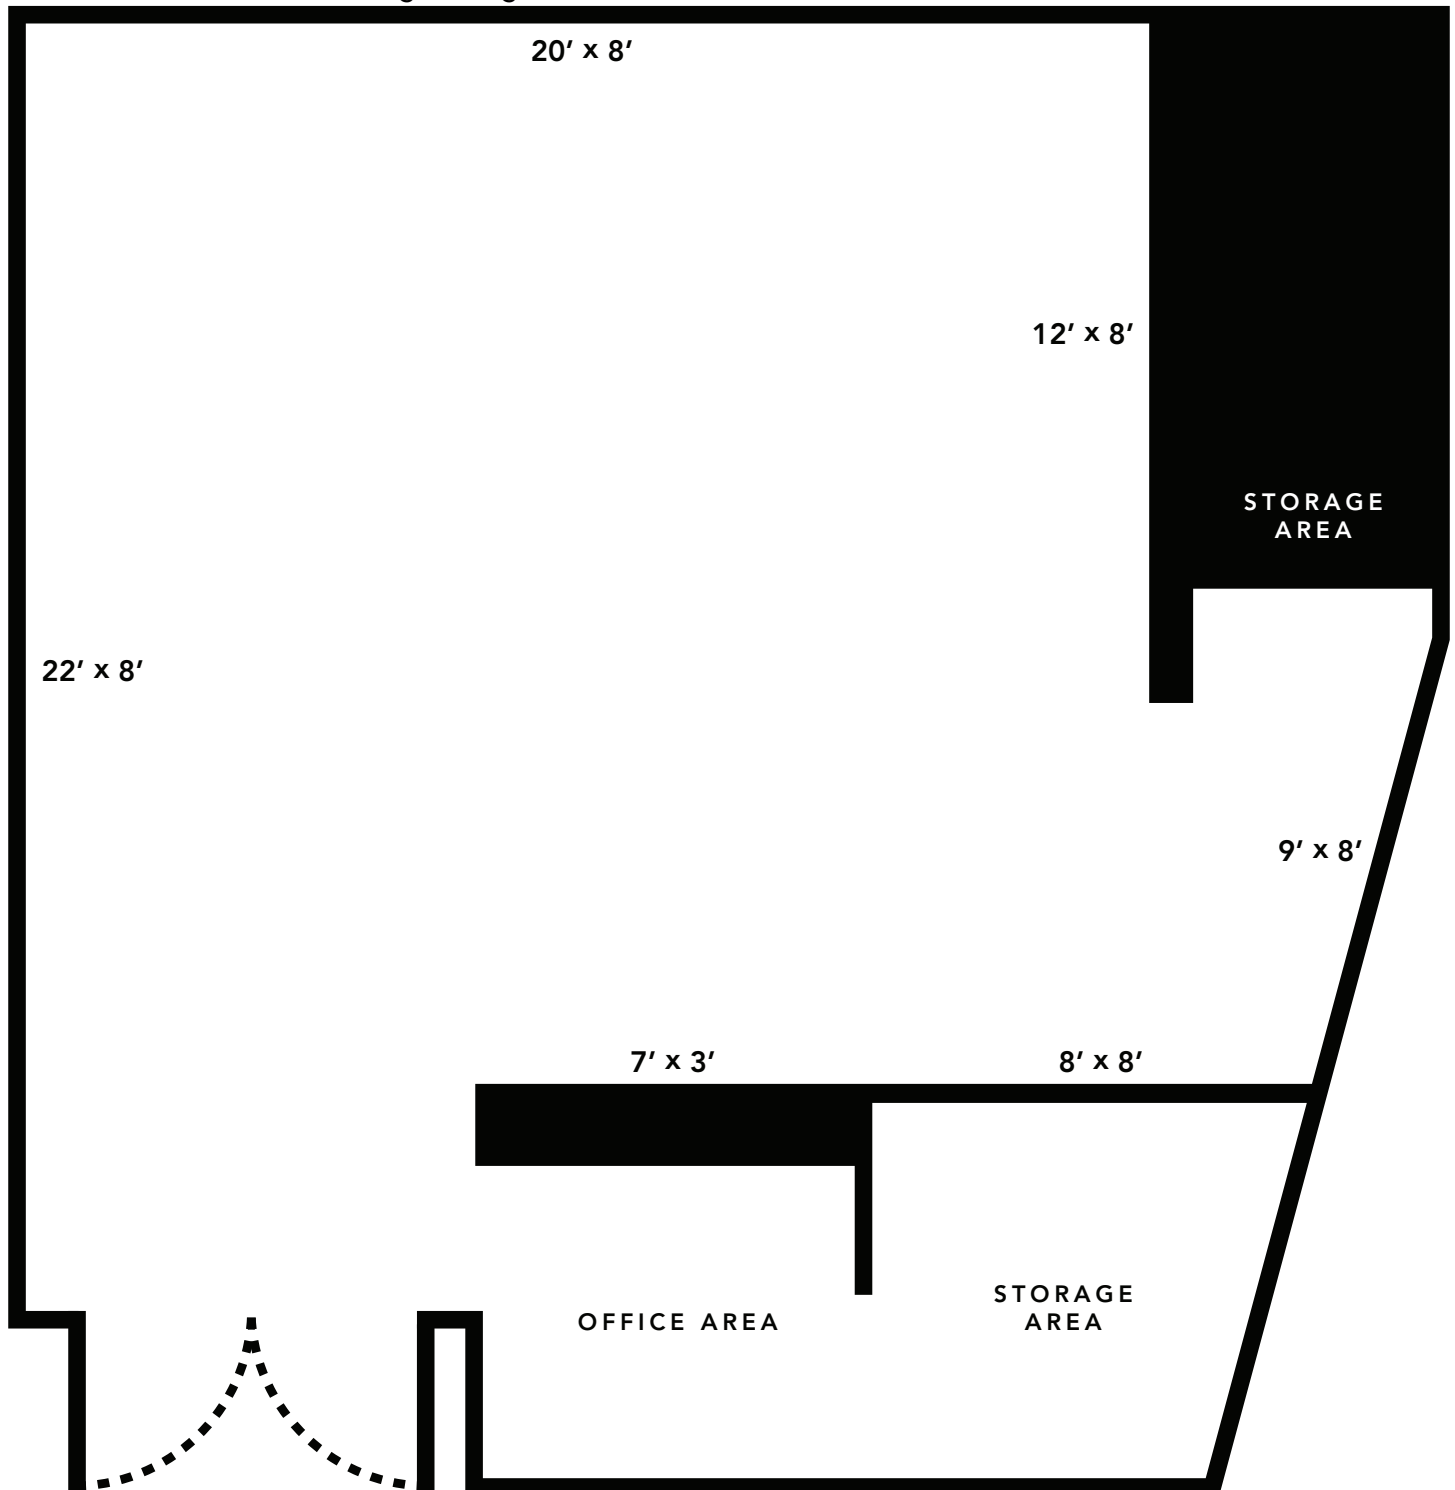 20′ x 8′
12′ x 8′
STORAGE
AREA
22′ x 8′
9′ x 8′
7′ x 3′
8′ x 8′
STORAGE
AREA
OFFICE AREA